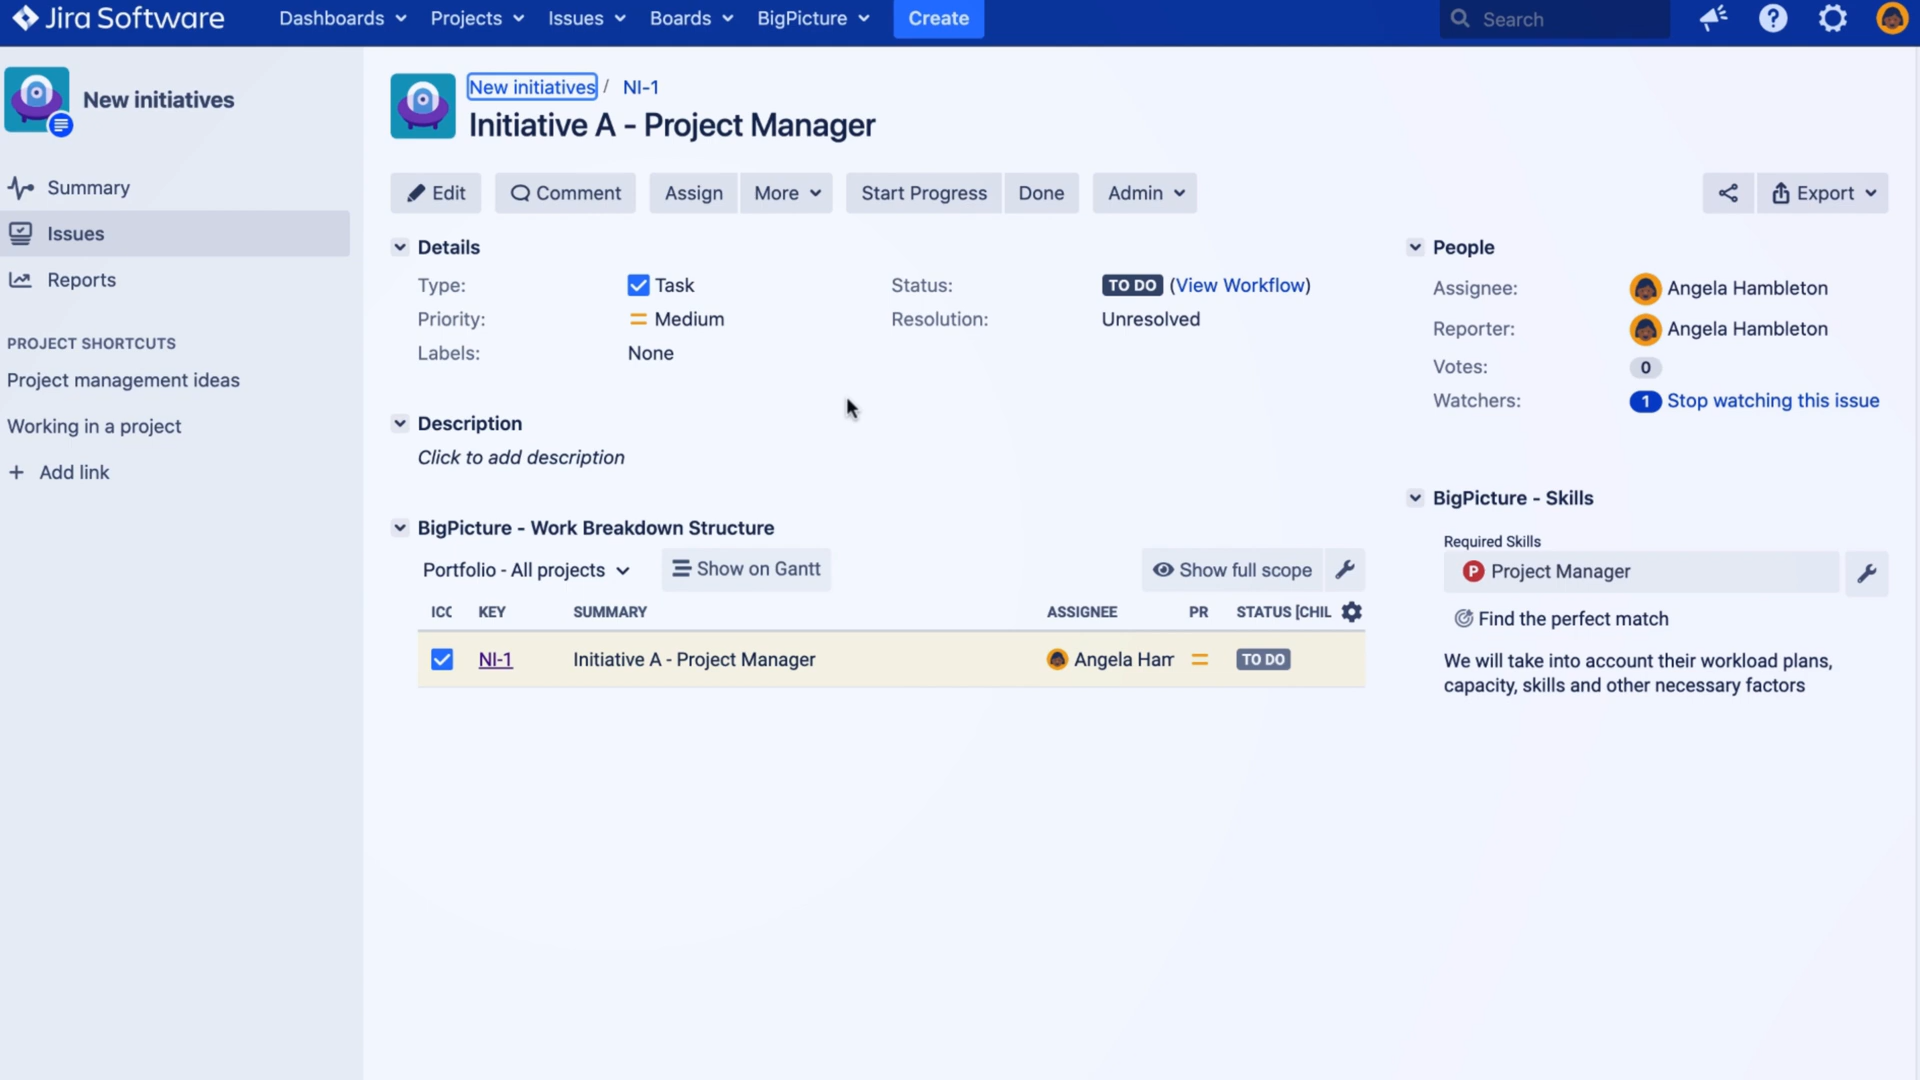 Jira Software Dashboards Projects Issues Boards BigPicture Create Search
New initiatives
Summary
Issues
Reports
PROJECT SHORTCUTS
Project management ideas
Working in a project
+ Add link
New initiatives / NI-1
Initiative A - Project Manager
Edit Comment Assign More Start Progress Done Admin Export
Details
Type: Task Status: TO DO (View Workflow)
Priority: Medium Resolution: Unresolved
Labels: None
Description
Click to add description
BigPicture - Work Breakdown Structure
Portfolio - All projects Show on Gantt Show full scope
ICC KEY SUMMARY ASSIGNEE PR STATUS [CHIL
NI-1 Initiative A - Project Manager Angela Ham TO DO
People
Assignee: Angela Hambleton
Reporter: Angela Hambleton
Votes: 0
Watchers: 1 Stop watching this issue
BigPicture - Skills
Required Skills
P Project Manager
Find the perfect match
We will take into account their workload plans,
capacity, skills and other necessary factors